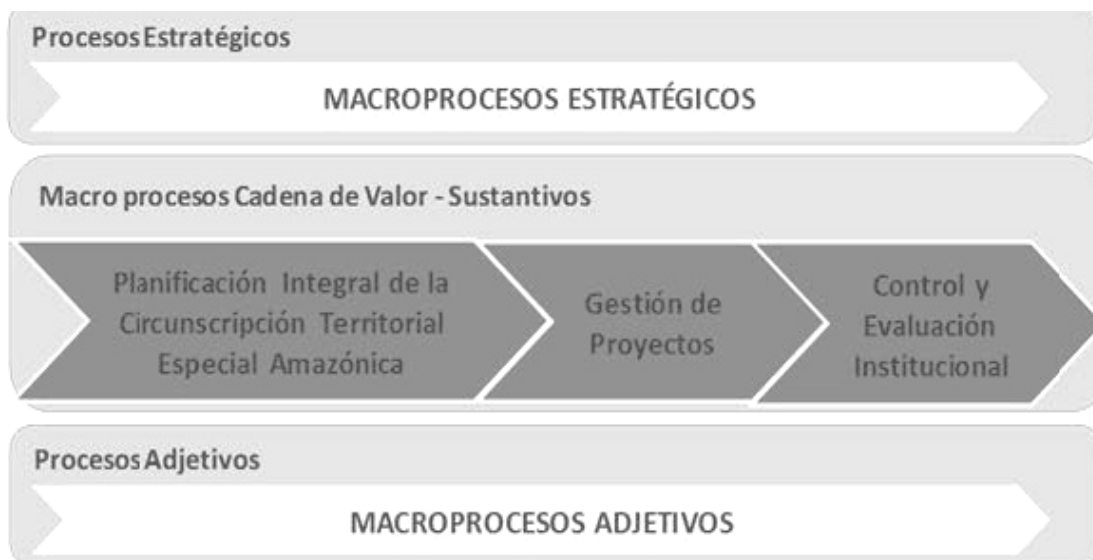 Procesos Estratégicos
MACROPROCESOS ESTRATÉGICOS
Macro procesos Cadena de Valor - Sustantivos
Planificación Integral de la
Circunscripción Territorial
Especial Amazónica
Gestión de
Proyectos
Control y
Evaluación
Institucional
Procesos Adjetivos
MACROPROCESOS ADJETIVOS